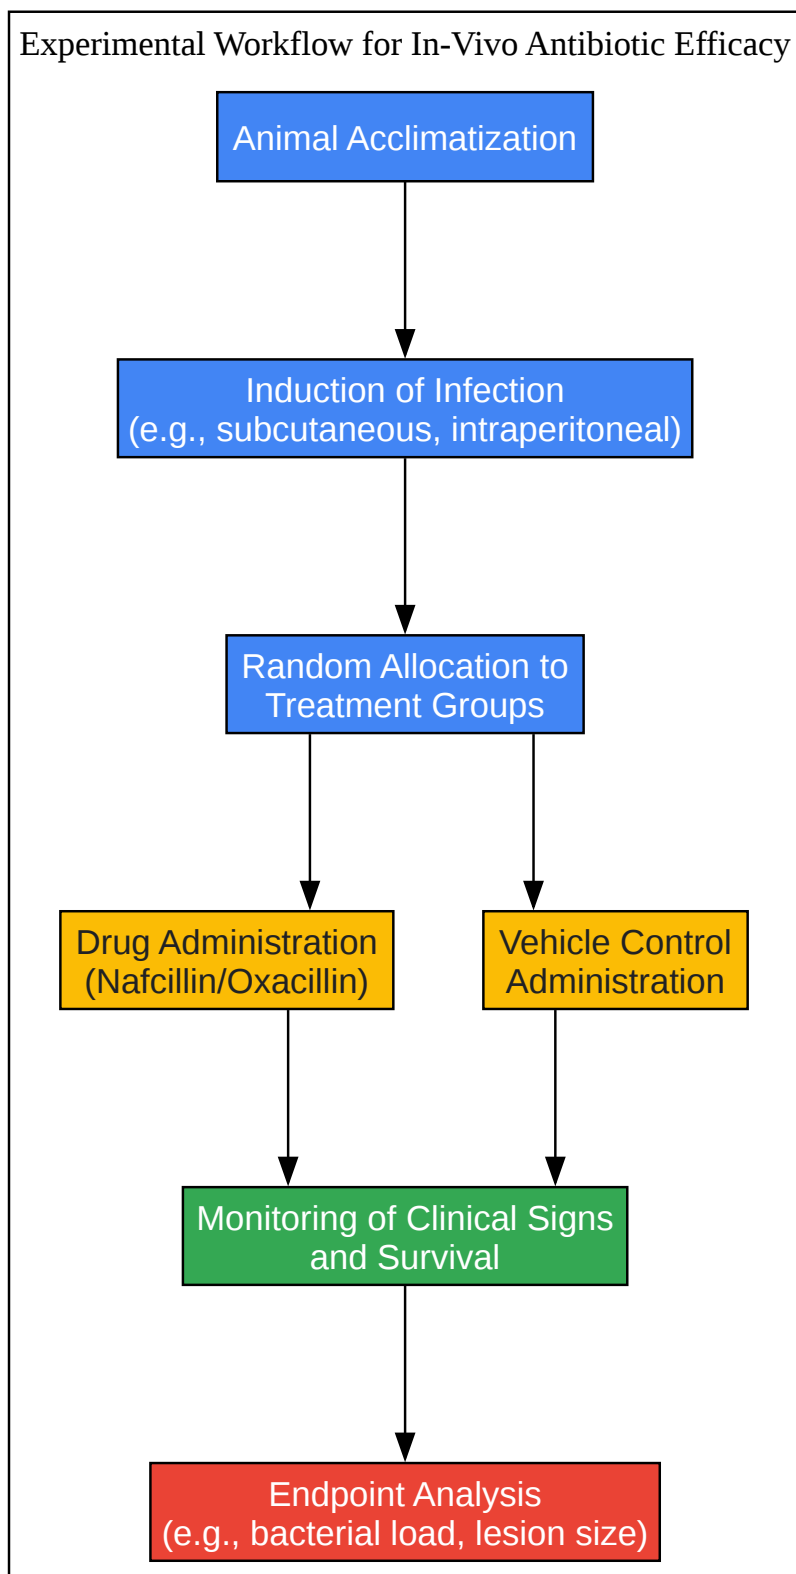 Experimental Workflow for In-Vivo Antibiotic Efficacy
Animal Acclimatization
Induction of Infection
(e.g., subcutaneous, intraperitoneal)
Random Allocation to
Treatment Groups
Drug Administration
(Nafcillin/Oxacillin)
Vehicle Control
Administration
Monitoring of Clinical Signs
and Survival
Endpoint Analysis
(e.g., bacterial load, lesion size)